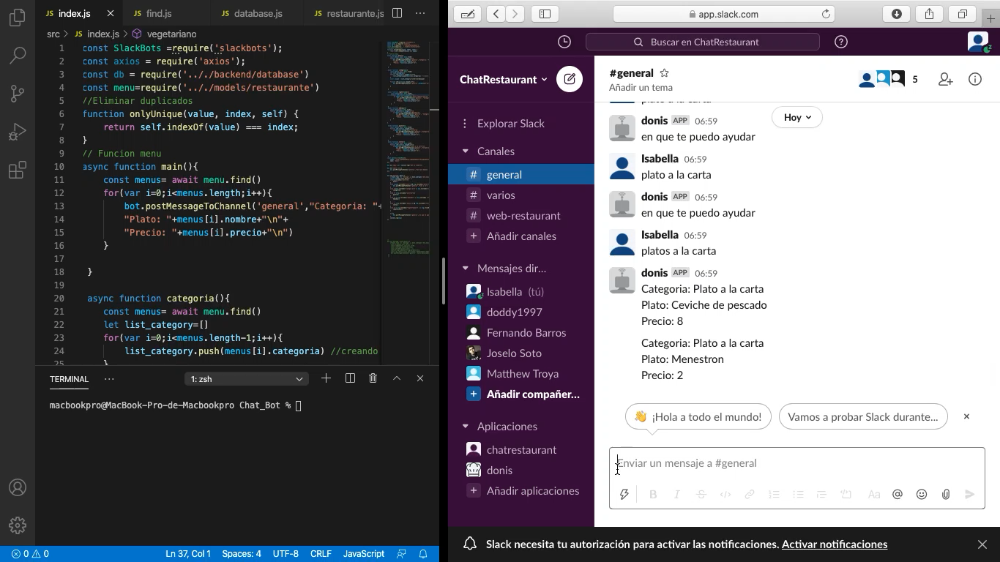 index.js
find.js
database.js
restaurante.js
src > index.js > vegetariano
1 const SlackBots =require('slackbots');
2 const axios = require('axios');
3 const db = require('.././backend/database')
4 const menu=require('.././models/restaurante')
5 //Eliminar duplicados
6 function onlyUnique(value, index, self) {
7 return self.indexOf(value) === index;
8 }
9 // Funcion menu
10 async function main(){
11 const menus= await menu.find()
12 for(var i=0;i<menus.length;i++){
13 bot.postMessageToChannel('general',"Categoria: "+
14 "Plato: "+menus[i].nombre+"\n"+
15 "Precio: "+menus[i].precio+"\n")
16 }
17
18 }
19
20 async function categoria(){
21 const menus= await menu.find()
22 let list_category=[]
23 for(var i=0;i<menus.length-1;i++){
24 list_category.push(menus[i].categoria) //creando
25 }
TERMINAL
1: zsh
macbookpro@MacBook-Pro-de-Macbookpro Chat_Bot %
0 0
Ln 37, Col 1
Spaces: 4
UTF-8
CRLF
JavaScript
app.slack.com
Buscar en ChatRestaurant
ChatRestaurant
Explorar Slack
Canales
# general
# varios
# web-restaurant
+ Añadir canales
Mensajes dir...
Isabella (tú)
doddy1997
Fernando Barros
Joselo Soto
Matthew Troya
+ Añadir compañer...
Aplicaciones
chatrestaurant
donis
+ Añadir aplicaciones
#general
Añadir un tema
5
plato a la carta
Hoy
donis APP 06:59
en que te puedo ayudar
Isabella 06:59
plato a la carta
donis APP 06:59
en que te puedo ayudar
Isabella 06:59
platos a la carta
donis APP 06:59
Categoria: Plato a la carta
Plato: Ceviche de pescado
Precio: 8
Categoria: Plato a la carta
Plato: Menestron
Precio: 2
👋 ¡Hola a todo el mundo!
Vamos a probar Slack durante...
Enviar un mensaje a #general
B I S Aa @
Slack necesita tu autorización para activar las notificaciones. Activar notificaciones